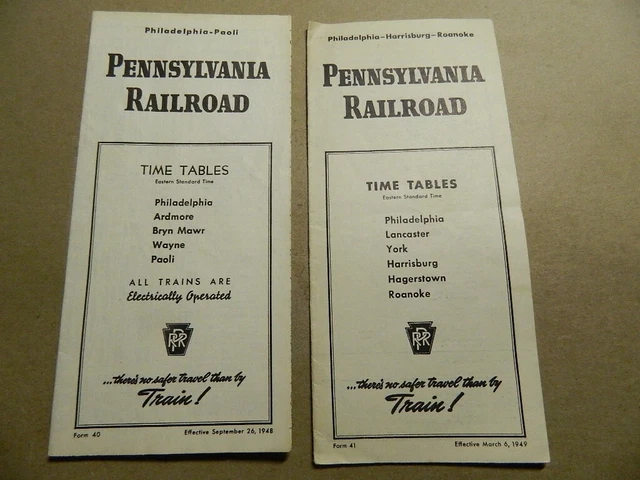 Philadelphia-Paoli
PENNSYLVANIA
RAILROAD
TIME TABLES
Eastern Standard Time
Philadelphia
Ardmore
Bryn Mawr
Wayne
Paoli
ALL TRAINS ARE
Electrically Operated
PRR
...there's no safer travel than by
Train!
Form 40
Effective September 26, 1948
Philadelphia-Harrisburg-Roanoke
PENNSYLVANIA
RAILROAD
TIME TABLES
Eastern Standard Time
Philadelphia
Lancaster
York
Harrisburg
Hagerstown
Roanoke
PRR
...there's no safer travel than by
Train!
Form 41
Effective March 6, 1949